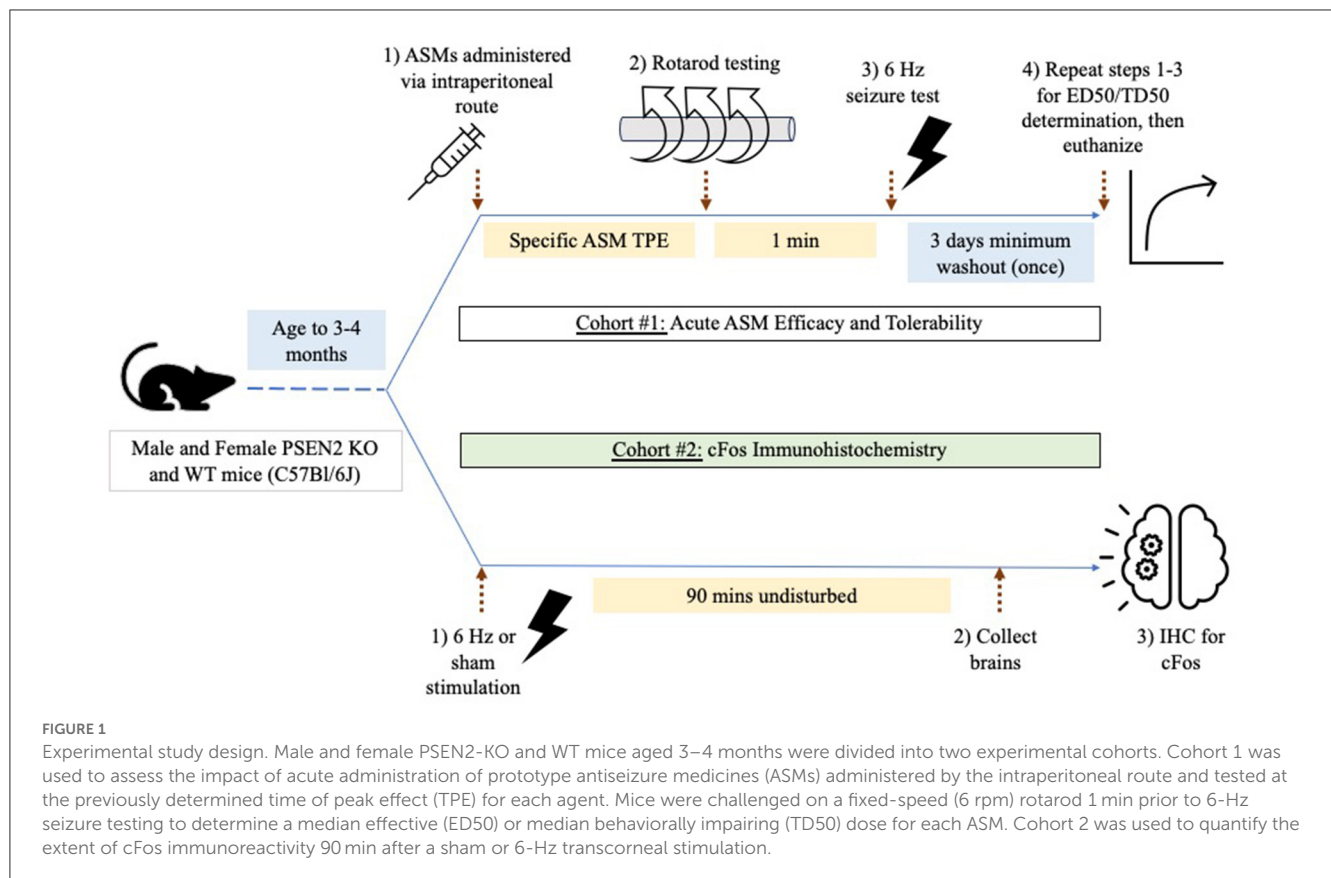 1) ASMs administered
via intraperitoneal
route
2) Rotarod testing
3) 6 Hz
seizure test
4) Repeat steps 1-3
for ED50/TD50
determination, then
euthanize
Specific ASM TPE
1 min
3 days minimum
washout (once)
Cohort #1: Acute ASM Efficacy and Tolerability
Age to 3-4
months
Male and Female PSEN2 KO
and WT mice (C57Bl/6J)
Cohort #2: cFos Immunohistochemistry
90 mins undisturbed
1) 6 Hz or
sham
stimulation
2) Collect
brains
3) IHC for
cFos
FIGURE 1
Experimental study design. Male and female PSEN2-KO and WT mice aged 3–4 months were divided into two experimental cohorts. Cohort 1 was
used to assess the impact of acute administration of prototype antiseizure medicines (ASMs) administered by the intraperitoneal route and tested at
the previously determined time of peak effect (TPE) for each agent. Mice were challenged on a fixed-speed (6 rpm) rotarod 1 min prior to 6-Hz
seizure testing to determine a median effective (ED50) or median behaviorally impairing (TD50) dose for each ASM. Cohort 2 was used to quantify the
extent of cFos immunoreactivity 90 min after a sham or 6-Hz transcorneal stimulation.